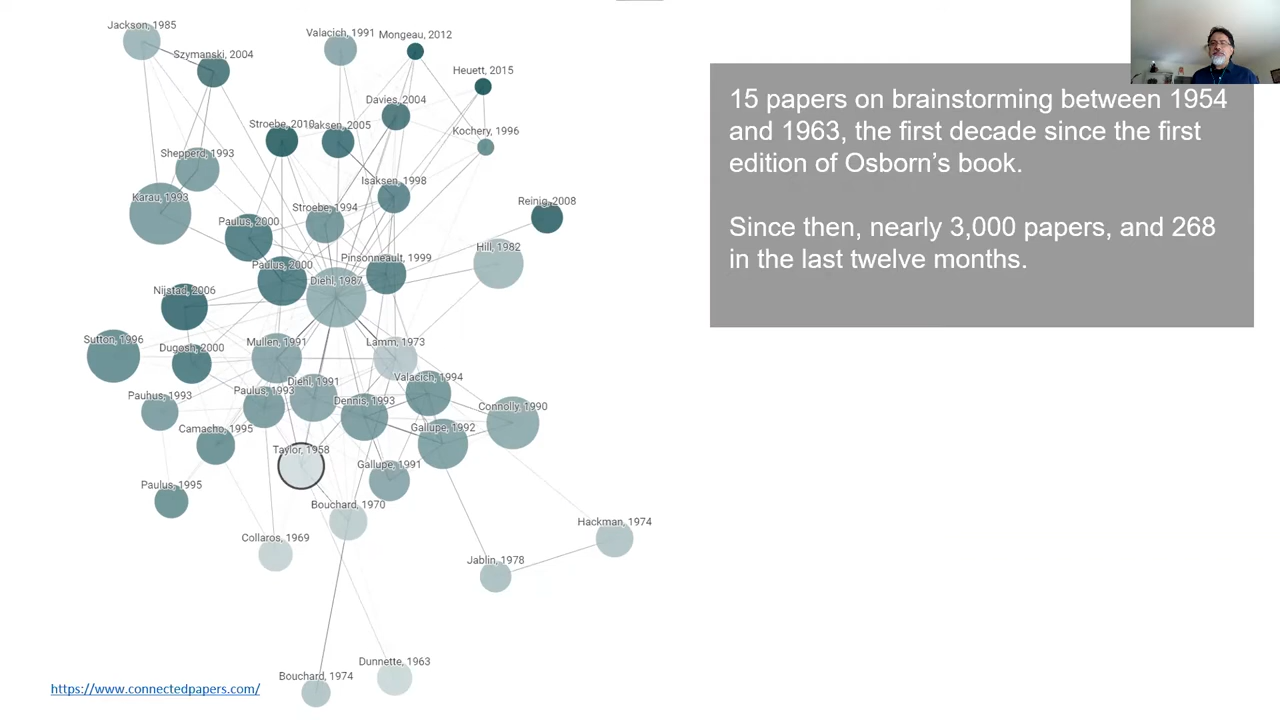 Jackson, 1985
Szymanski, 2004
Valacich, 1991
Mongeau, 2012
Heuett, 2015
Davies, 2004
Stroebe, 2010
Isaksen, 2005
Kochery, 1996
Shepperd, 1993
Isaksen, 1998
Karau, 1993
Stroebe, 1994
Reinig, 2008
Paulus, 2000
Hill, 1982
Pinsonneault, 1999
Paulus, 2000
Diehl, 1987
Nijstad, 2006
Sutton, 1996
Dugosh, 2000
Mullen, 1991
Lamm, 1973
Diehl, 1991
Valacich, 1994
Paulus, 1993
Pauhus, 1993
Dennis, 1993
Connolly, 1990
Camacho, 1995
Gallupe, 1992
Taylor, 1958
Gallupe, 1991
Paulus, 1995
Bouchard, 1970
Hackman, 1974
Collaros, 1969
Jablin, 1978
Dunnette, 1963
Bouchard, 1974
https://www.connectedpapers.com/
15 papers on brainstorming between 1954
and 1963, the first decade since the first
edition of Osborn’s book.
Since then, nearly 3,000 papers, and 268
in the last twelve months.